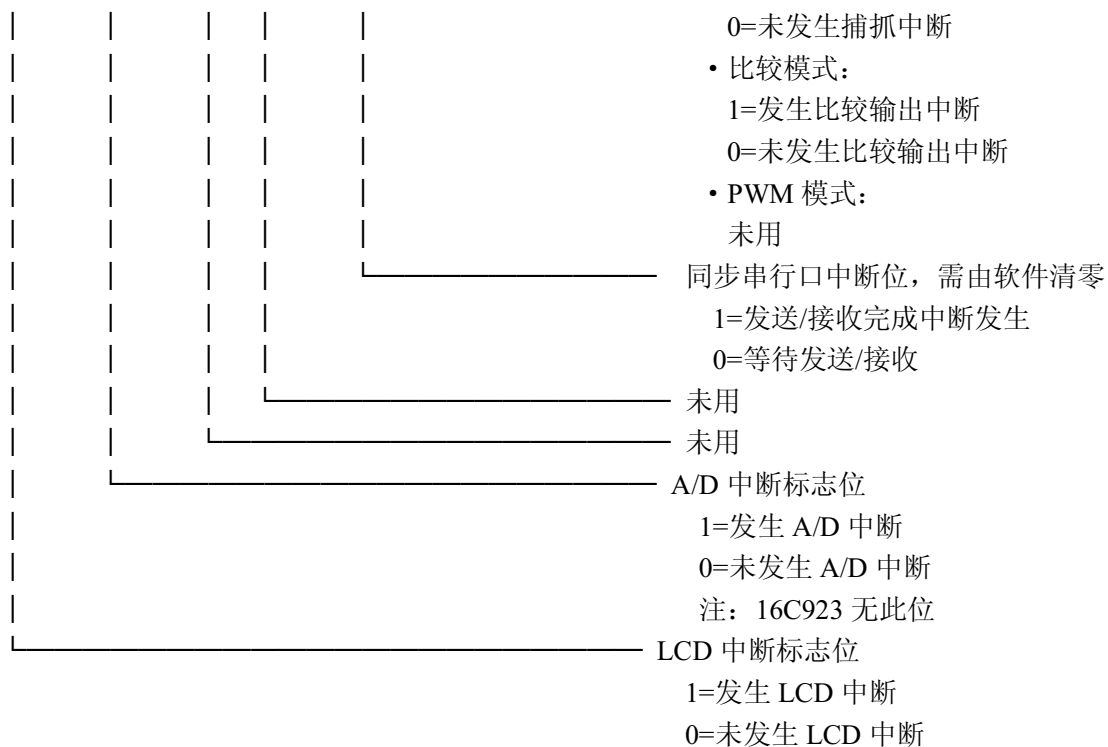 0=未发生捕抓中断
·比较模式：
1=发生比较输出中断
0=未发生比较输出中断
·PWM 模式：
未用
同步串行口中断位，需由软件清零
1=发送/接收完成中断发生
0=等待发送/接收
未用
未用
A/D 中断标志位
1=发生 A/D 中断
0=未发生 A/D 中断
注：16C923 无此位
LCD 中断标志位
1=发生 LCD 中断
0=未发生 LCD 中断